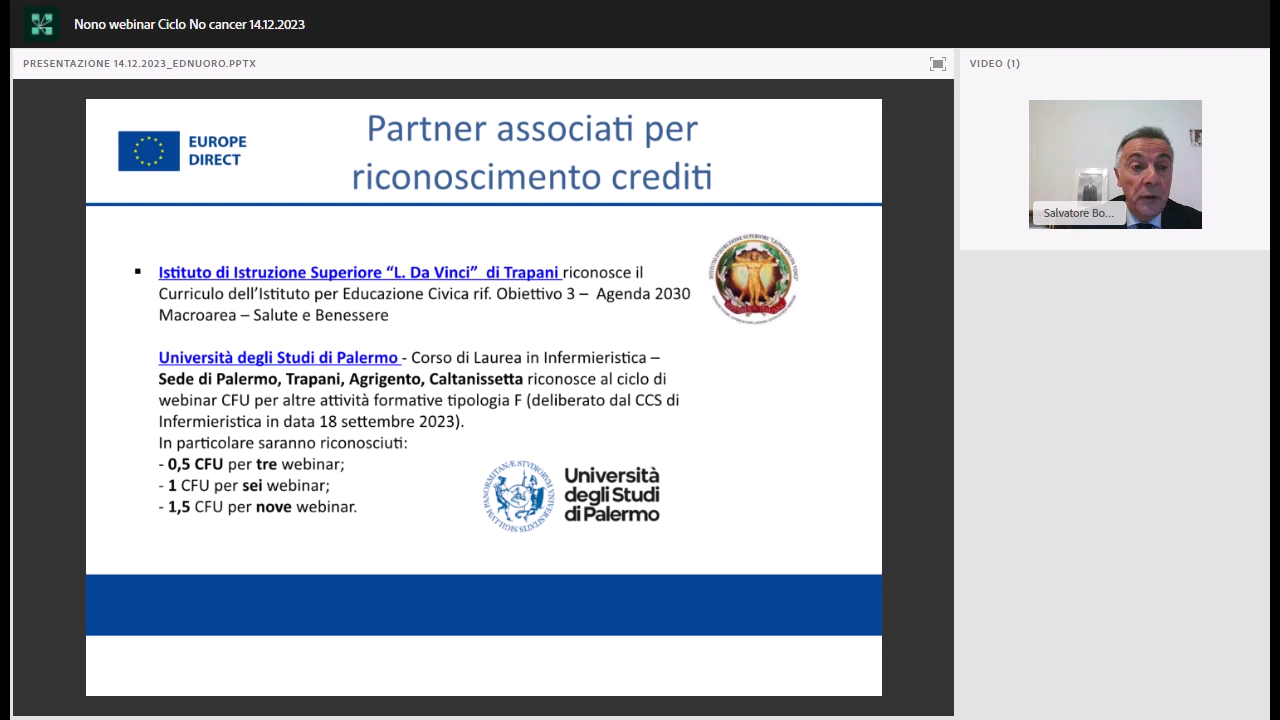 Nono webinar Ciclo No cancer 14.12.2023
PRESENTAZIONE 14.12.2023_EDNUORO.PPTX
VIDEO (1)
EUROPE
DIRECT
Partner associati per
riconoscimento crediti
Salvatore Bo...
▪ Istituto di Istruzione Superiore “L. Da Vinci” di Trapani riconosce il
Curriculo dell’Istituto per Educazione Civica rif. Obiettivo 3 – Agenda 2030
Macroarea – Salute e Benessere
Università degli Studi di Palermo - Corso di Laurea in Infermieristica –
Sede di Palermo, Trapani, Agrigento, Caltanissetta riconosce al ciclo di
webinar CFU per altre attività formative tipologia F (deliberato dal CCS di
Infermieristica in data 18 settembre 2023).
In particolare saranno riconosciuti:
- 0,5 CFU per tre webinar;
- 1 CFU per sei webinar;
- 1,5 CFU per nove webinar.
Università
degli Studi
di Palermo